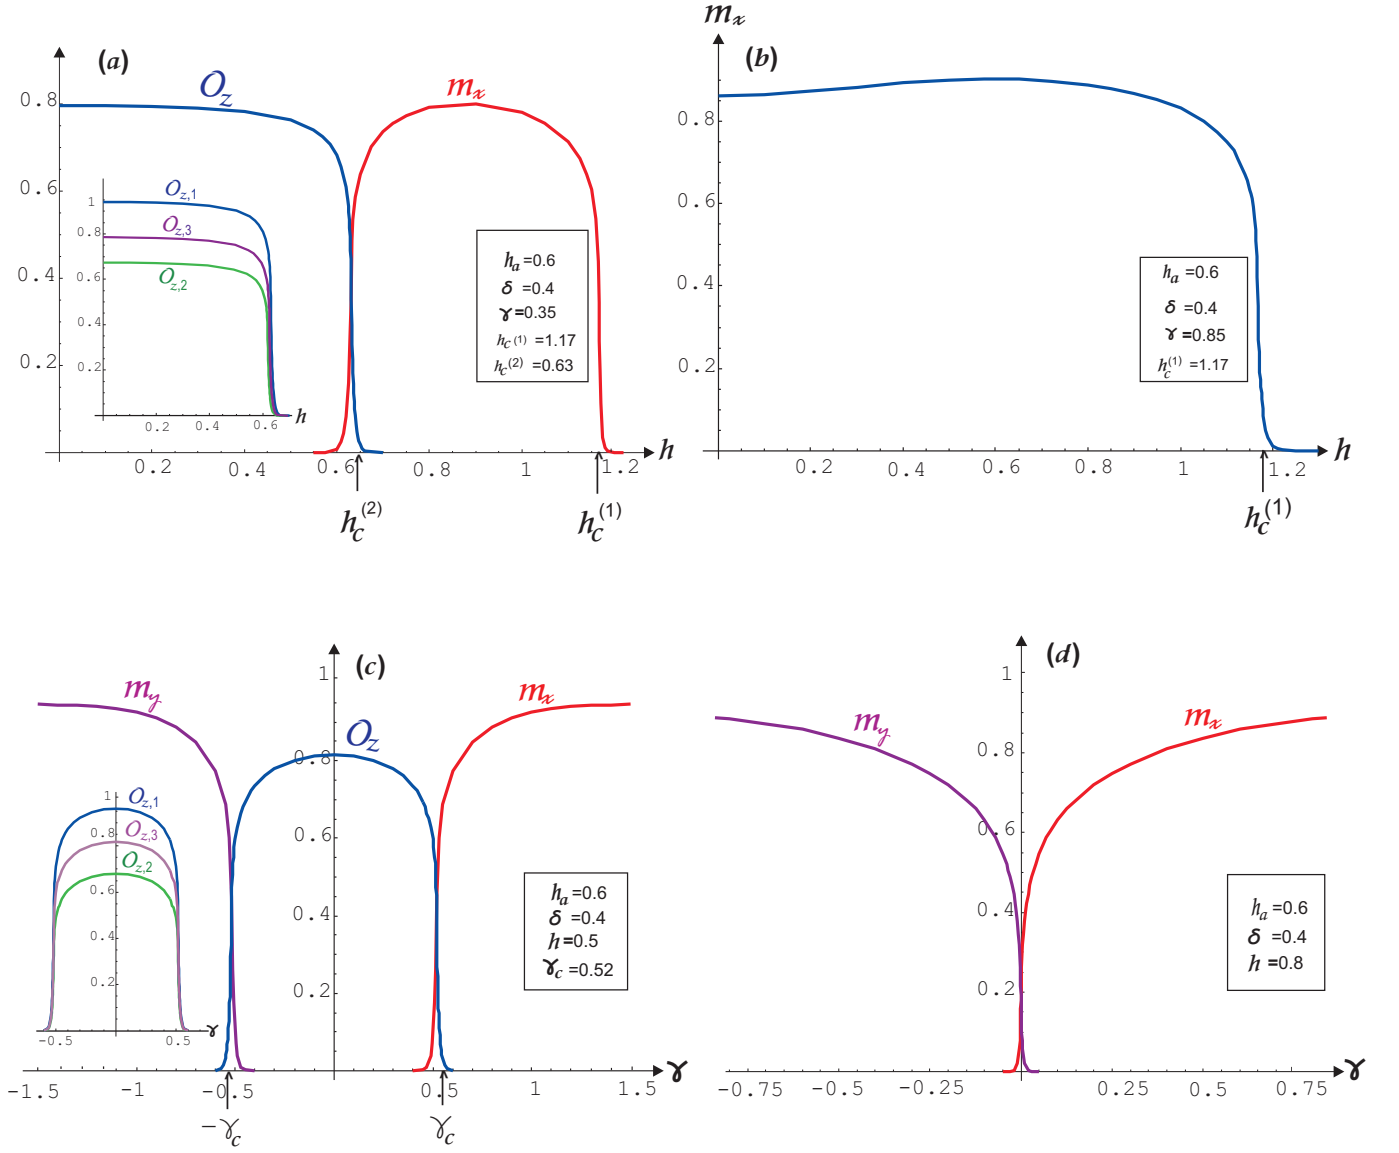 (a)
O_z
m_x
0.8
0.6
0.4
0.2
0.2 0.4 0.6 0.8 1 1.2 h
h_c^(2) h_c^(1)
O_z,1
O_z,3
O_z,2
1
0.8
0.6
0.4
0.2
0.2 0.4 0.6 h
h_a =0.6
δ =0.4
γ =0.35
h_c^(1) =1.17
h_c^(2) =0.63
m_x
(b)
0.8
0.6
0.4
0.2
0.2 0.4 0.6 0.8 1 1.2 h
h_c^(1)
h_a =0.6
δ =0.4
γ =0.85
h_c^(1) =1.17
(c)
m_y
O_z
m_x
1
0.8
0.6
0.4
0.2
-1.5 -1 -0.5 0.5 1 1.5 γ
-γ_c γ_c
O_z,1
O_z,3
O_z,2
1
0.8
0.6
0.4
0.2
-0.5 0.5 γ
h_a =0.6
δ =0.4
h =0.5
γ_c =0.52
(d)
m_y
m_x
1
0.8
0.6
0.4
0.2
-0.75 -0.5 -0.25 0.25 0.5 0.75 γ
h_a =0.6
δ =0.4
h =0.8